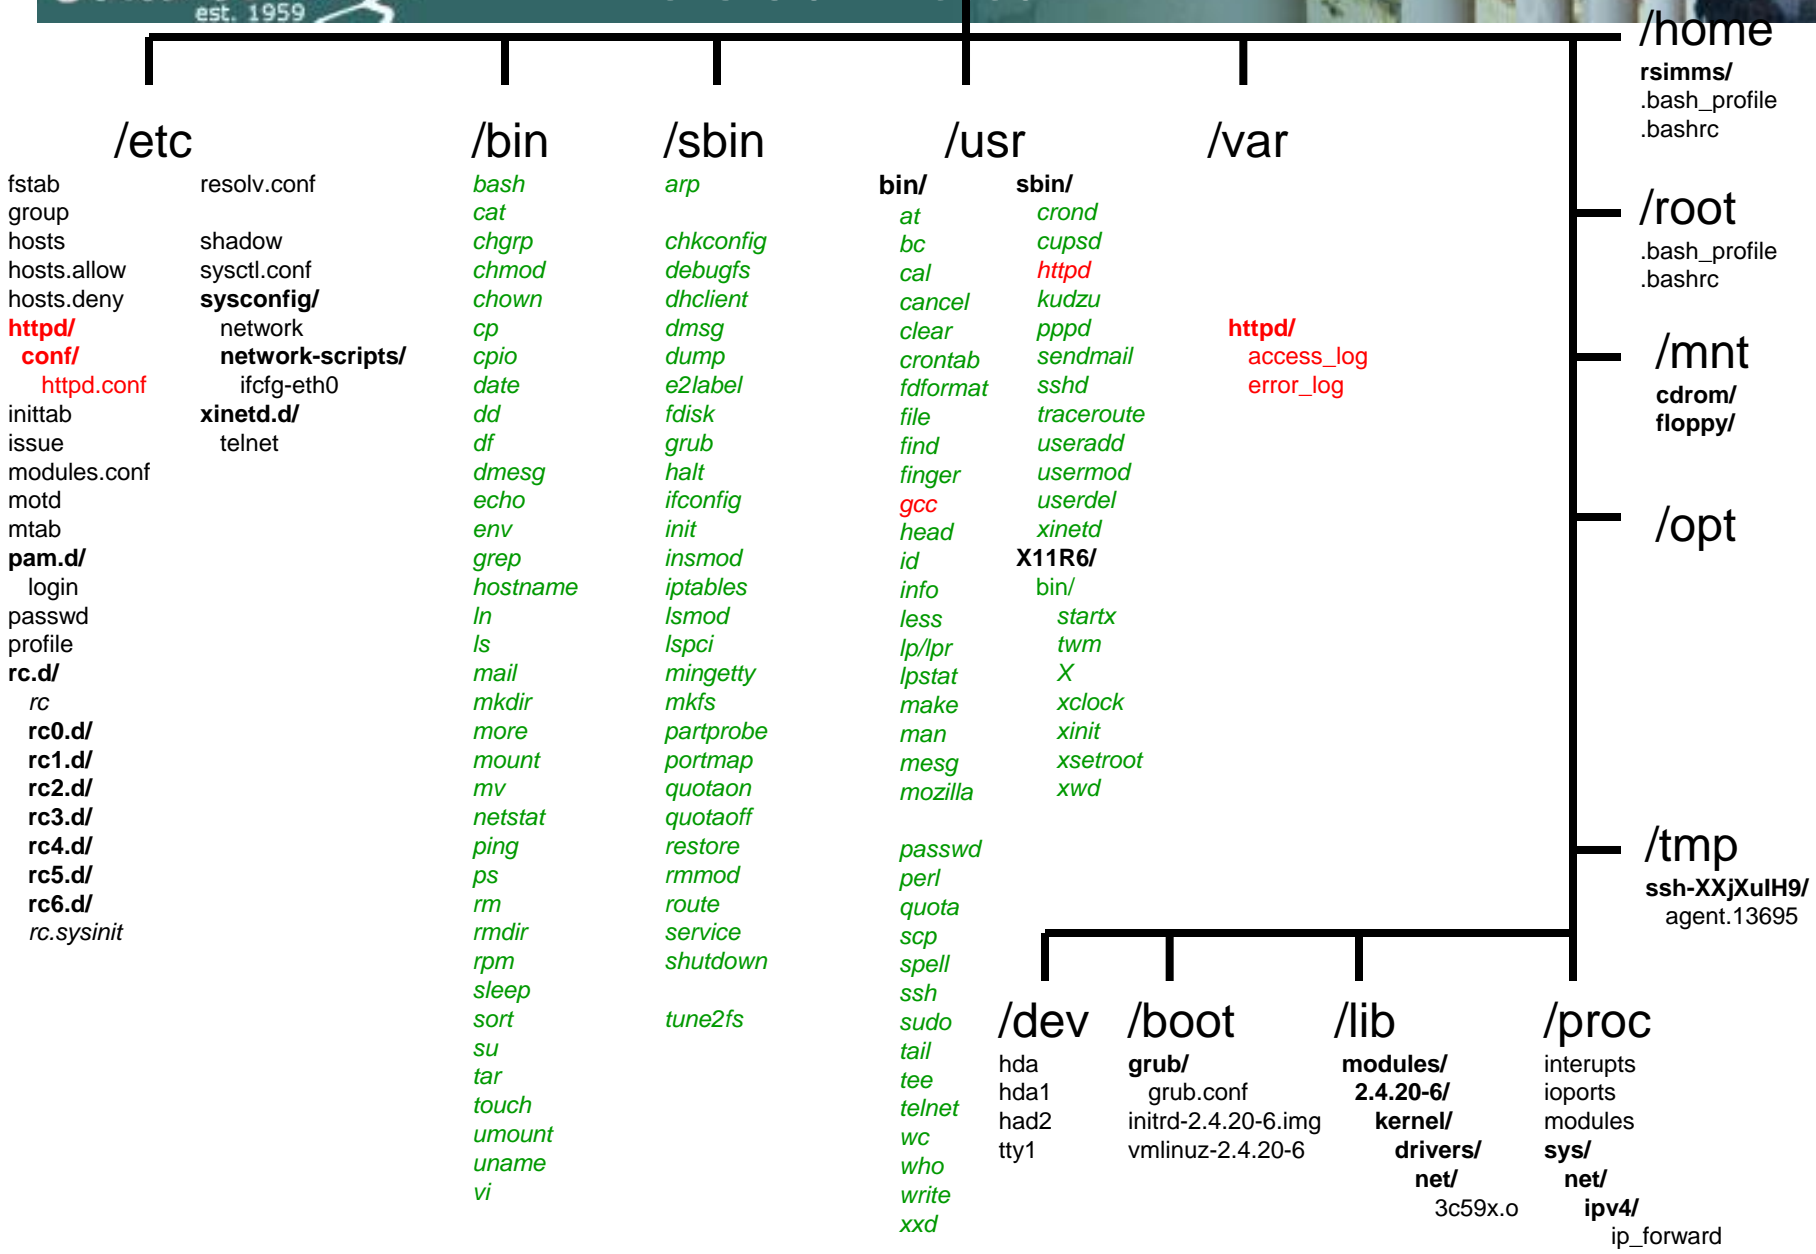 est. 1959
/home
rsimms/
.bash_profile
.bashrc
/etc
fstab
group
hosts
hosts.allow
hosts.deny
httpd/
conf/
httpd.conf
inittab
issue
modules.conf
motd
mtab
pam.d/
login
passwd
profile
rc.d/
rc
rc0.d/
rc1.d/
rc2.d/
rc3.d/
rc4.d/
rc5.d/
rc6.d/
rc.sysinit
resolv.conf
shadow
sysctl.conf
sysconfig/
network
network-scripts/
ifcfg-eth0
xinetd.d/
telnet
/bin
bash
cat
chgrp
chmod
chown
cp
cpio
date
dd
df
dmesg
echo
env
grep
hostname
ln
ls
mail
mkdir
more
mount
mv
netstat
ping
ps
rm
rmdir
rpm
sleep
sort
su
tar
touch
umount
uname
vi
/sbin
arp
chkconfig
debugfs
dhclient
dmsg
dump
e2label
fdisk
grub
halt
ifconfig
init
insmod
iptables
lsmod
lspci
mingetty
mkfs
partprobe
portmap
quotaon
quotaoff
restore
rmmod
route
service
shutdown
tune2fs
/usr
bin/
at
bc
cal
cancel
clear
crontab
fdformat
file
find
finger
gcc
head
id
info
less
lp/lpr
lpstat
make
man
mesg
mozilla
passwd
perl
quota
scp
spell
ssh
sudo
tail
tee
telnet
wc
who
write
xxd
sbin/
crond
cupsd
httpd
kudzu
pppd
sendmail
sshd
traceroute
useradd
usermod
userdel
xinetd
X11R6/
bin/
startx
twm
X
xclock
xinit
xsetroot
xwd
/var
httpd/
access_log
error_log
/root
.bash_profile
.bashrc
/mnt
cdrom/
floppy/
/opt
/tmp
ssh-XXjXuIH9/
agent.13695
/dev
hda
hda1
had2
tty1
/boot
grub/
grub.conf
initrd-2.4.20-6.img
vmlinuz-2.4.20-6
/lib
modules/
2.4.20-6/
kernel/
drivers/
net/
3c59x.o
/proc
interupts
ioports
modules
sys/
net/
ipv4/
ip_forward